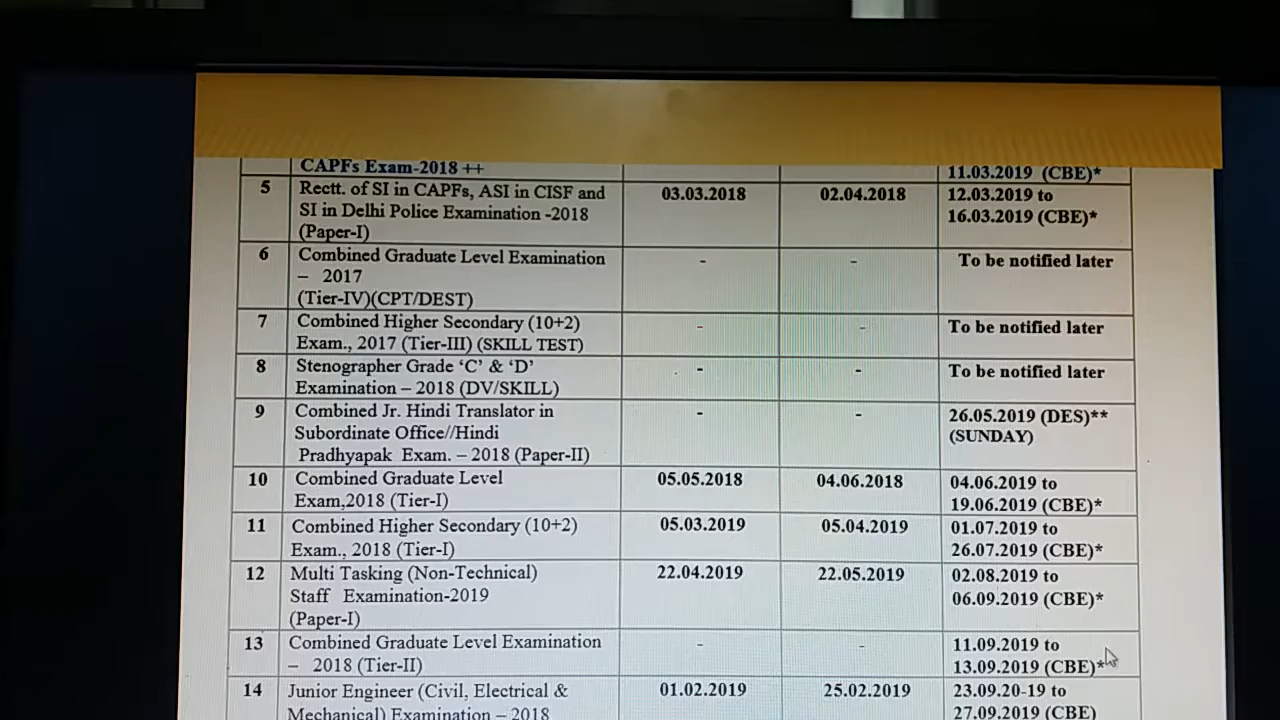 CAPFs Exam-2018 ++
11.03.2019 (CBE)*
5 Rectt. of SI in CAPFs, ASI in CISF and 03.03.2018 02.04.2018 12.03.2019 to
SI in Delhi Police Examination -2018 16.03.2019 (CBE)*
(Paper-I)
6 Combined Graduate Level Examination - - To be notified later
– 2017
(Tier-IV)(CPT/DEST)
7 Combined Higher Secondary (10+2) - - To be notified later
Exam., 2017 (Tier-III) (SKILL TEST)
8 Stenographer Grade ‘C’ & ‘D’ - - To be notified later
Examination – 2018 (DV/SKILL)
9 Combined Jr. Hindi Translator in - - 26.05.2019 (DES)**
Subordinate Office//Hindi (SUNDAY)
Pradhyapak Exam. – 2018 (Paper-II)
10 Combined Graduate Level 05.05.2018 04.06.2018 04.06.2019 to
Exam,2018 (Tier-I) 19.06.2019 (CBE)*
11 Combined Higher Secondary (10+2) 05.03.2019 05.04.2019 01.07.2019 to
Exam., 2018 (Tier-I) 26.07.2019 (CBE)*
12 Multi Tasking (Non-Technical) 22.04.2019 22.05.2019 02.08.2019 to
Staff Examination-2019 06.09.2019 (CBE)*
(Paper-I)
13 Combined Graduate Level Examination - - 11.09.2019 to
– 2018 (Tier-II) 13.09.2019 (CBE)*
14 Junior Engineer (Civil, Electrical & 01.02.2019 25.02.2019 23.09.20-19 to
Mechanical) Examination – 2018 27.09.2019 (CBE)